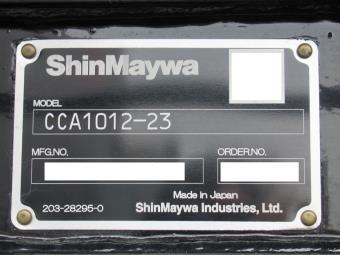 ShinMaywa
MODEL
CCA1012-23
MFG.NO. ORDER.NO.
Made in Japan
203-28295-0 ShinMaywa Industries, Ltd.